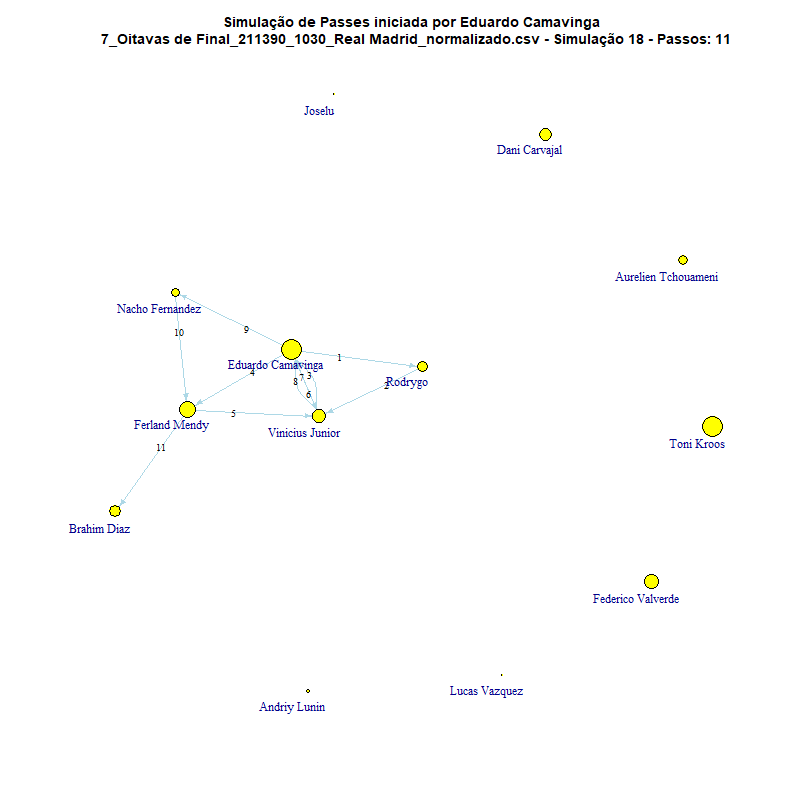 Simulação de Passes iniciada por Eduardo Camavinga
7_Oitavas de Final_211390_1030_Real Madrid_normalizado.csv - Simulação 18 - Passos: 11
Joselu
Dani Carvajal
Aurelien Tchouameni
Nacho Fernandez
10
9
1
Eduardo Camavinga
4
8
7
3
6
2
Rodrygo
5
Ferland Mendy
Vinicius Junior
11
Toni Kroos
Brahim Diaz
Federico Valverde
Lucas Vazquez
Andriy Lunin